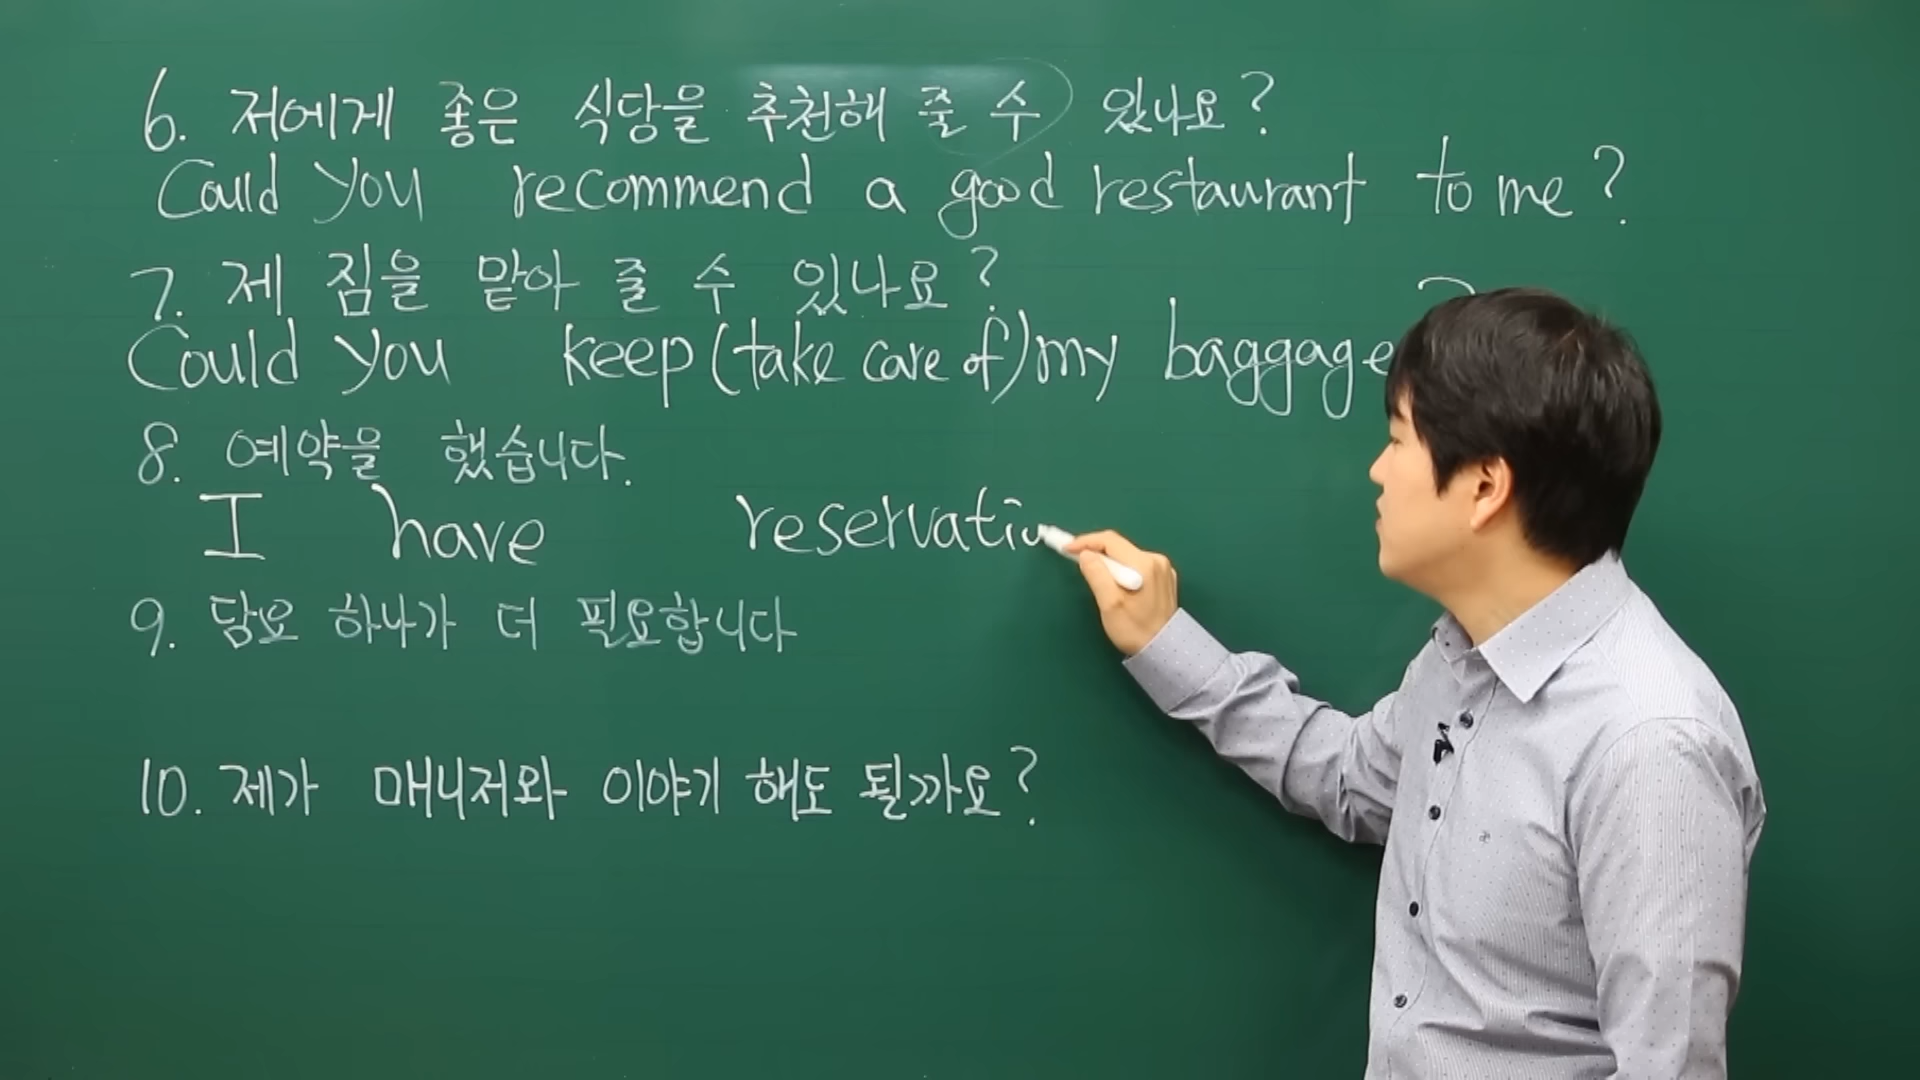 6. 저에게 좋은 식당을 추천해 줄 수 있나요?
Could you recommend a good restaurant to me?
7. 제 짐을 맡아 줄 수 있나요?
Could you keep (take care of) my baggage
8. 예약을 했습니다.
I have reservatio
9. 담요 하나가 더 필요합니다
10. 제가 매니저와 이야기 해도 될까요?